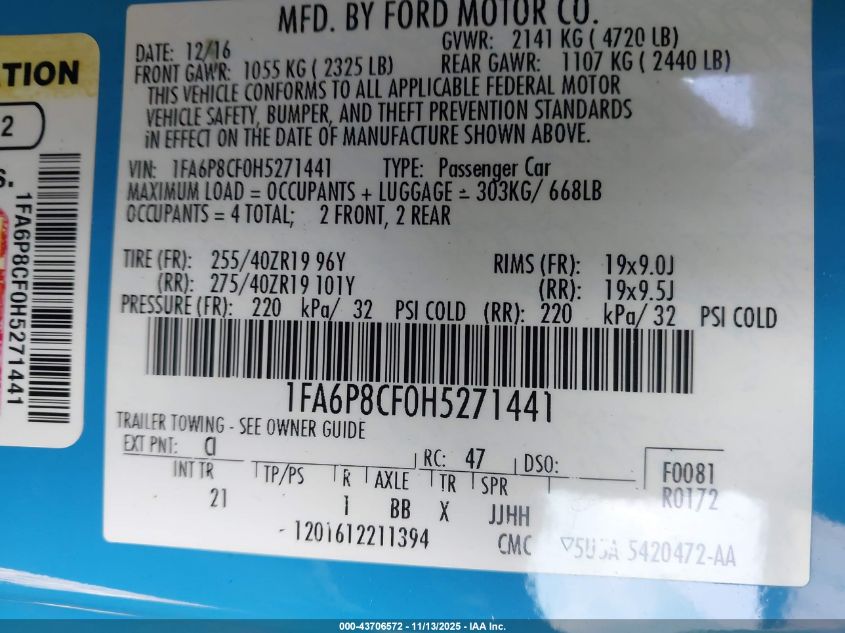 MFD. BY FORD MOTOR CO.
DATE: 12/16
GVWR: 2141 KG ( 4720 LB)
FRONT GAWR: 1055 KG ( 2325 LB)
REAR GAWR: 1107 KG ( 2440 LB)
THIS VEHICLE CONFORMS TO ALL APPLICABLE FEDERAL MOTOR
VEHICLE SAFETY, BUMPER, AND THEFT PREVENTION STANDARDS
IN EFFECT ON THE DATE OF MANUFACTURE SHOWN ABOVE.
VIN: 1FA6P8CF0H5271441 TYPE: Passenger Car
MAXIMUM LOAD = OCCUPANTS + LUGGAGE = 303KG/ 668LB
OCCUPANTS = 4 TOTAL; 2 FRONT, 2 REAR
TIRE (FR): 255/40ZR19 96Y RIMS (FR): 19x9.0J
(RR): 275/40ZR19 101Y (RR): 19x9.5J
PRESSURE (FR): 220 kPa/ 32 PSI COLD (RR): 220 kPa/ 32 PSI COLD
1FA6P8CF0H5271441
TRAILER TOWING - SEE OWNER GUIDE
EXT PNT: CI RC: 47 DSO:
INT TR TP/PS R AXLE TR SPR
21 I BB X JJHH
F0081
R0172
1201612211394 CMC 5420472-AA
ATION
2
S.
1FA6P8CF0H5271441
000-43706572 - 11/13/2025 - IAA Inc.